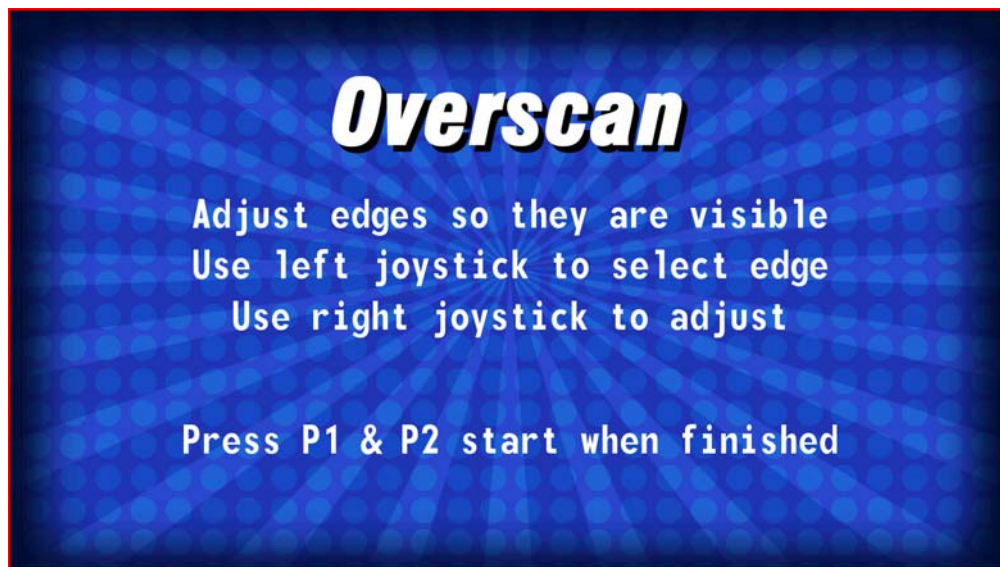 Overscan
Adjust edges so they are visible
Use left joystick to select edge
Use right joystick to adjust
Press P1 & P2 start when finished